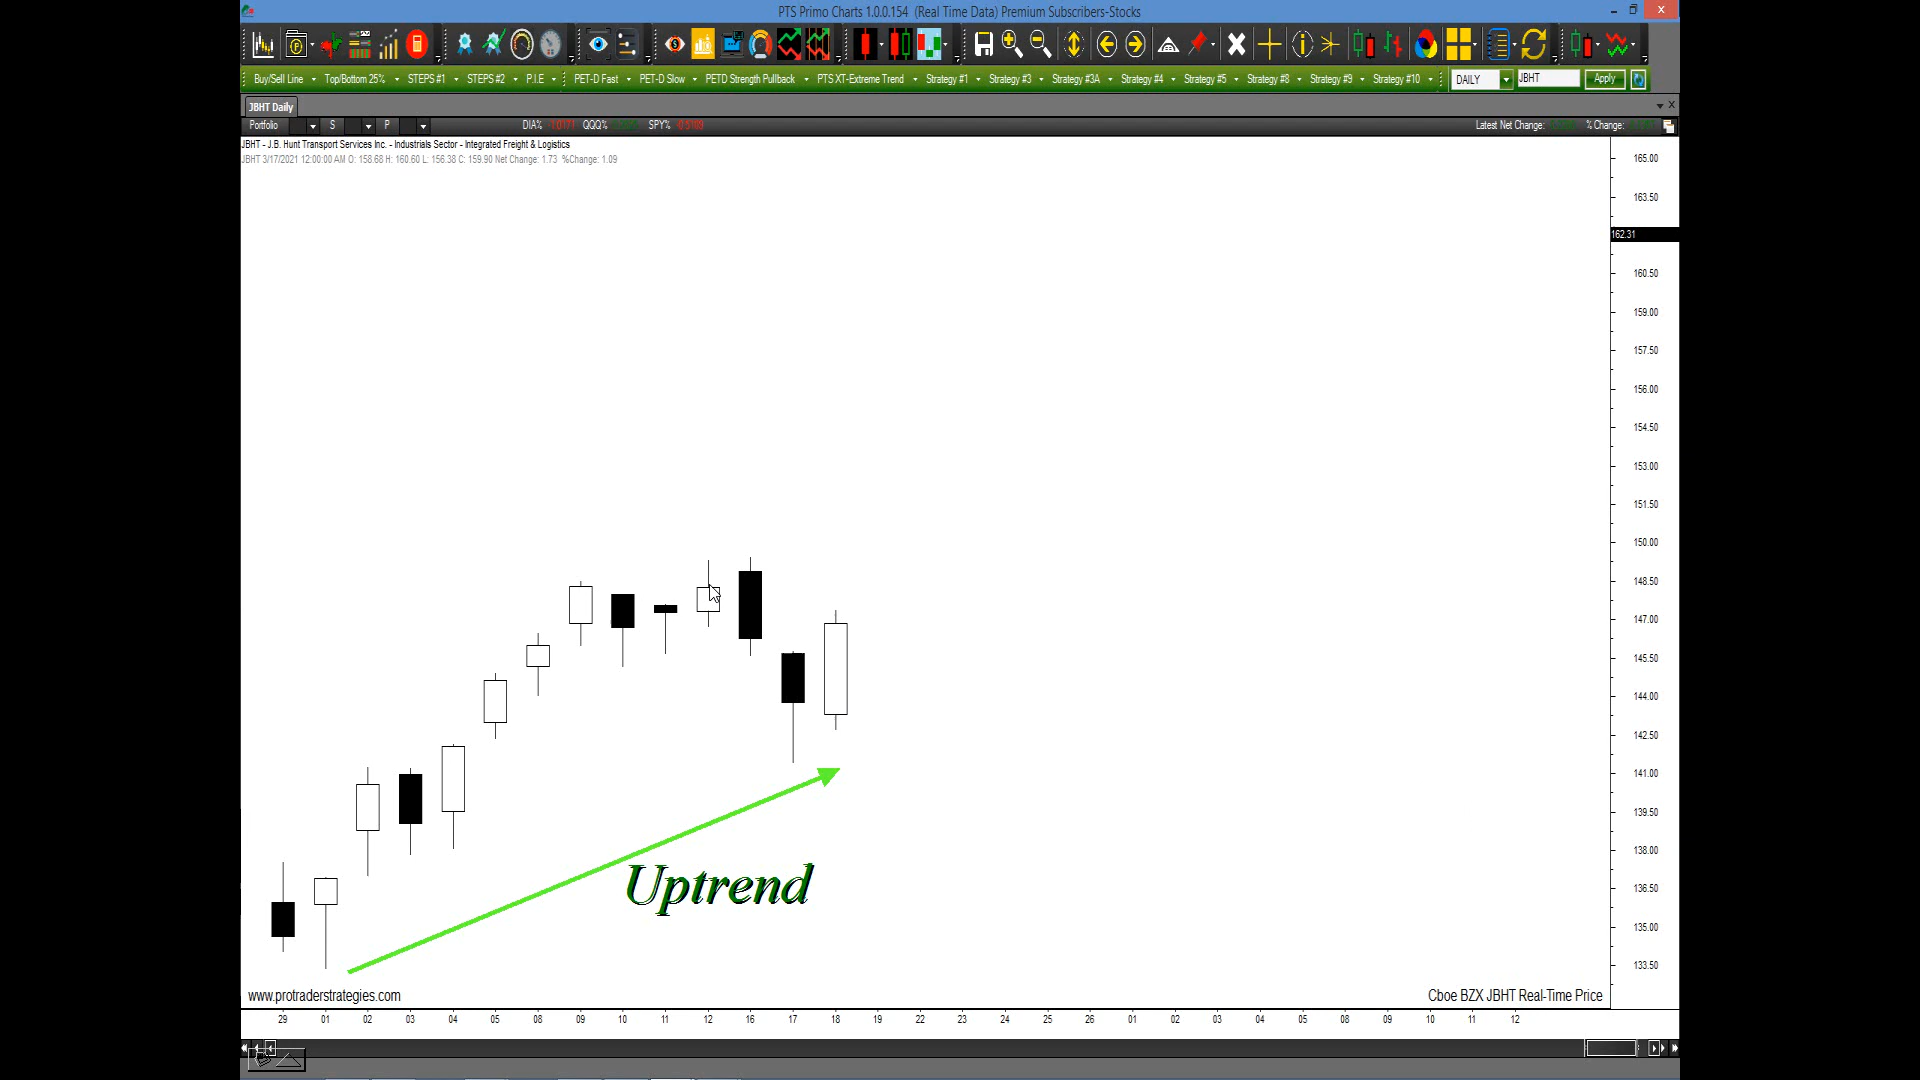 PTS Primo Charts 1.0.0.154 (Real Time Data) Premium Subscribers-Stocks
Buy/Sell Line Top/Bottom 25% STEPS #1 STEPS #2 P.I.E PET-D Fast PET-D Slow PETD Strength Pullback PTS XT-Extreme Trend Strategy #1 Strategy #3 Strategy #3A Strategy #4 Strategy #5 Strategy #8 Strategy #9 Strategy #10 DAILY JBHT Apply
JBHT Daily
Portfolio S P DIA% QQQ% SPY% Latest Net Change: % Change:
JBHT - J.B. Hunt Transport Services Inc. - Industrials Sector - Integrated Freight & Logistics
JBHT 3/17/2021 12:00:00 AM O: 158.68 H: 160.60 L: 156.38 C: 159.90 Net Change: 1.73 %Change: 1.09
165.00
163.50
162.31
160.50
159.00
157.50
156.00
154.50
153.00
151.50
150.00
148.50
147.00
145.50
144.00
142.50
141.00
139.50
138.00
136.50
135.00
133.50
Uptrend
www.protraderstrategies.com
Cboe BZX JBHT Real-Time Price
29 01 02 03 04 05 08 09 10 11 12 16 17 18 19 22 23 24 25 26 01 02 03 04 05 08 09 10 11 12